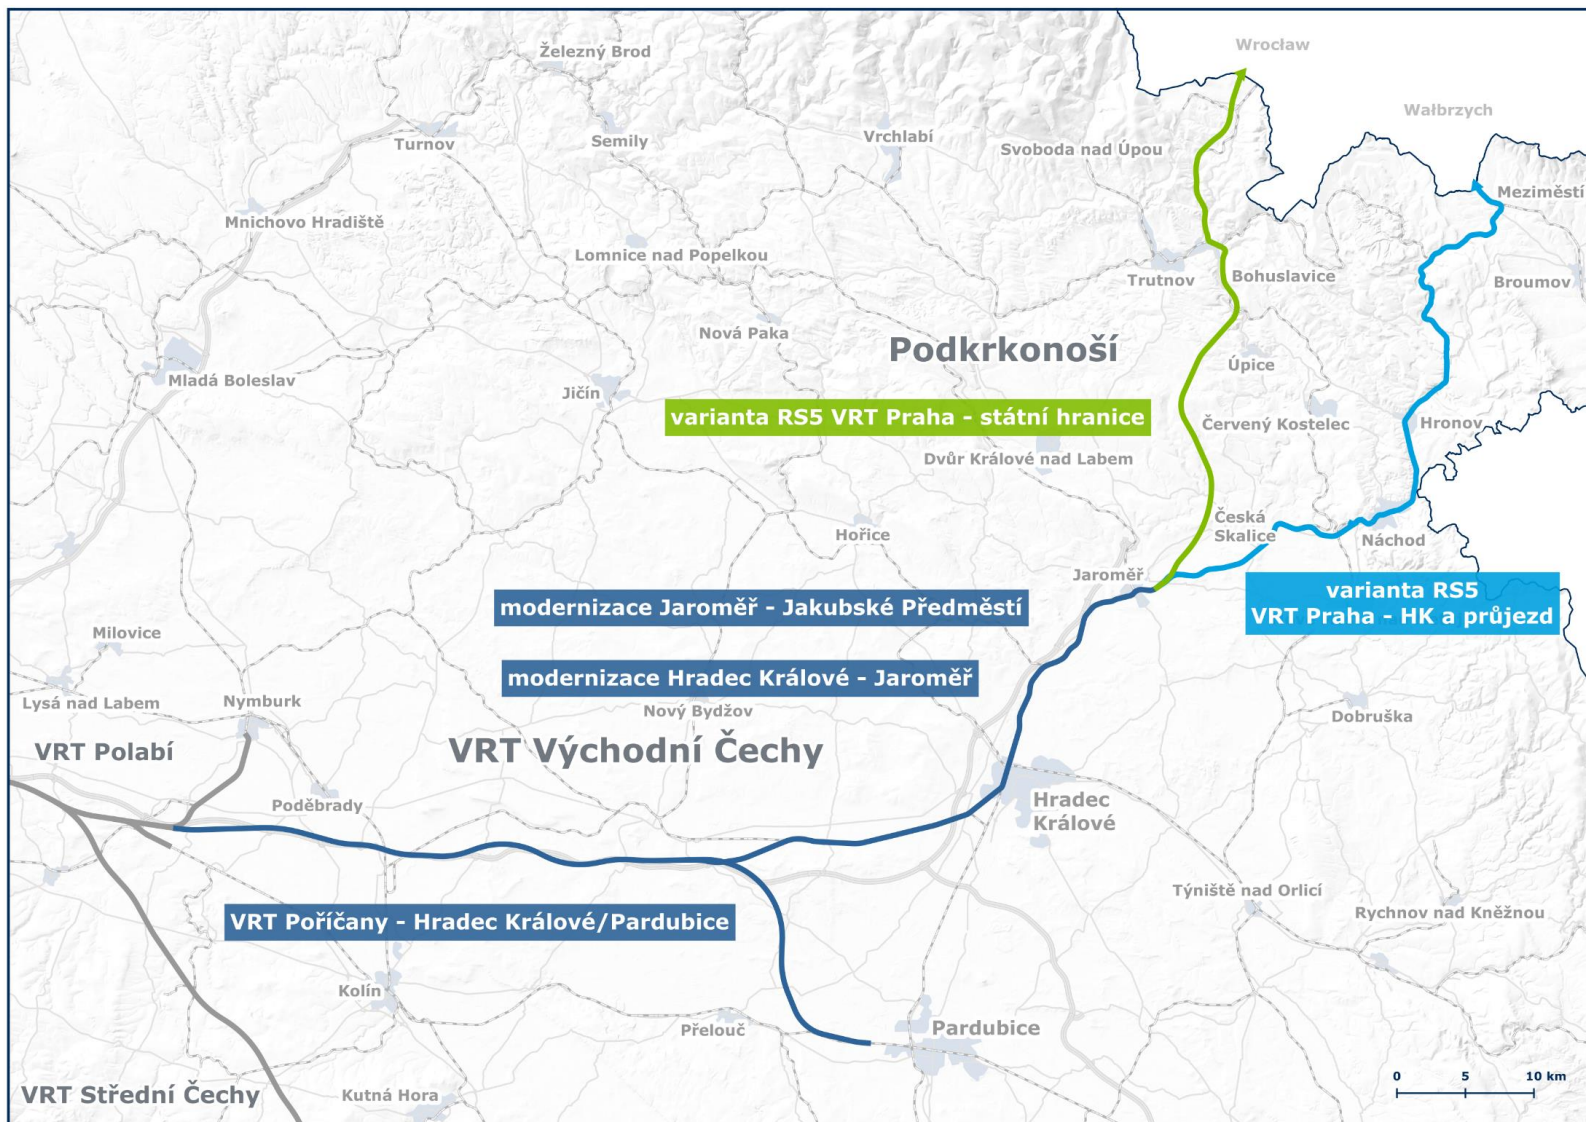 Wrocław
Železný Brod
Wałbrzych
Turnov
Semily
Vrchlabí
Svoboda nad Úpou
Meziměstí
Mnichovo Hradiště
Lomnice nad Popelkou
Trutnov
Bohuslavice
Broumov
Nová Paka
Podkrkonoší
Úpice
Mladá Boleslav
Jičín
varianta RS5 VRT Praha - státní hranice
Červený Kostelec
Hronov
Dvůr Králové nad Labem
Česká
Skalice
Hořice
Náchod
Jaroměř
varianta RS5
VRT Praha - HK a průjezd
modernizace Jaroměř - Jakubské Předměstí
Milovice
modernizace Hradec Králové - Jaroměř
Lysá nad Labem
Nymburk
Nový Bydžov
Dobruška
VRT Polabí
VRT Východní Čechy
Poděbrady
Hradec
Králové
Týniště nad Orlicí
VRT Poříčany - Hradec Králové/Pardubice
Rychnov nad Kněžnou
Kolín
Přelouč
Pardubice
VRT Střední Čechy
Kutná Hora
0 5 10 km